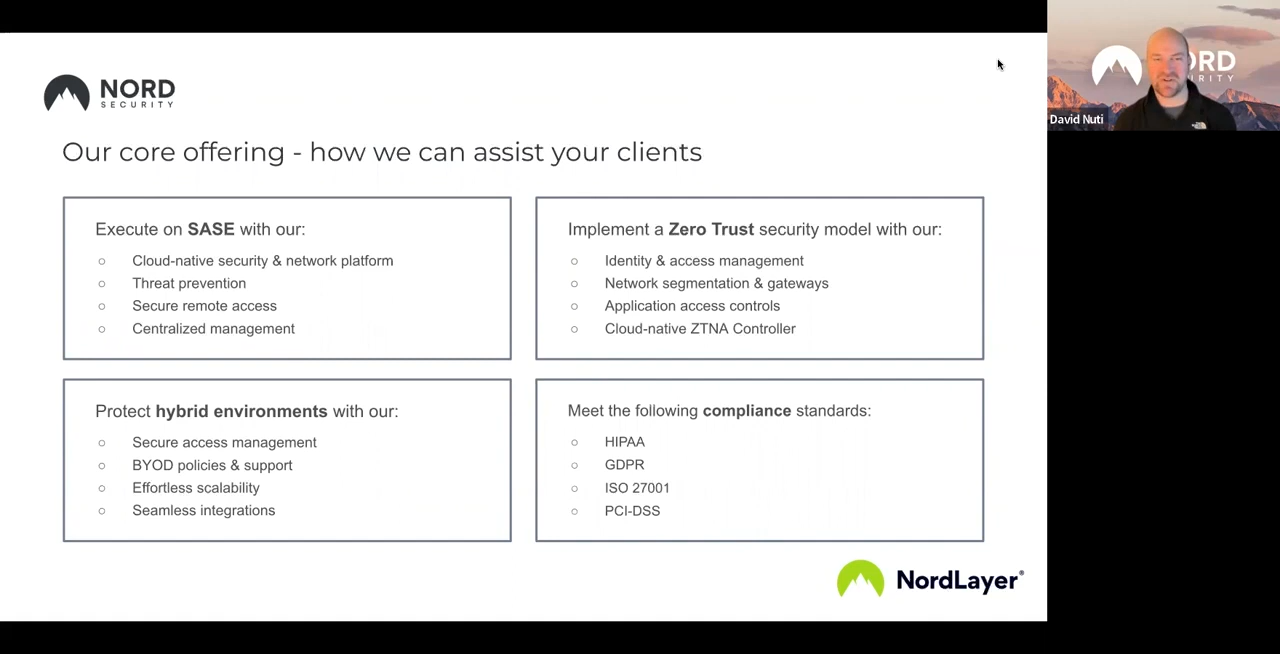 NORD
SECURITY
Our core offering - how we can assist your clients
Execute on SASE with our:
○ Cloud-native security & network platform
○ Threat prevention
○ Secure remote access
○ Centralized management
Implement a Zero Trust security model with our:
○ Identity & access management
○ Network segmentation & gateways
○ Application access controls
○ Cloud-native ZTNA Controller
Protect hybrid environments with our:
○ Secure access management
○ BYOD policies & support
○ Effortless scalability
○ Seamless integrations
Meet the following compliance standards:
○ HIPAA
○ GDPR
○ ISO 27001
○ PCI-DSS
NordLayer®
David Nuti